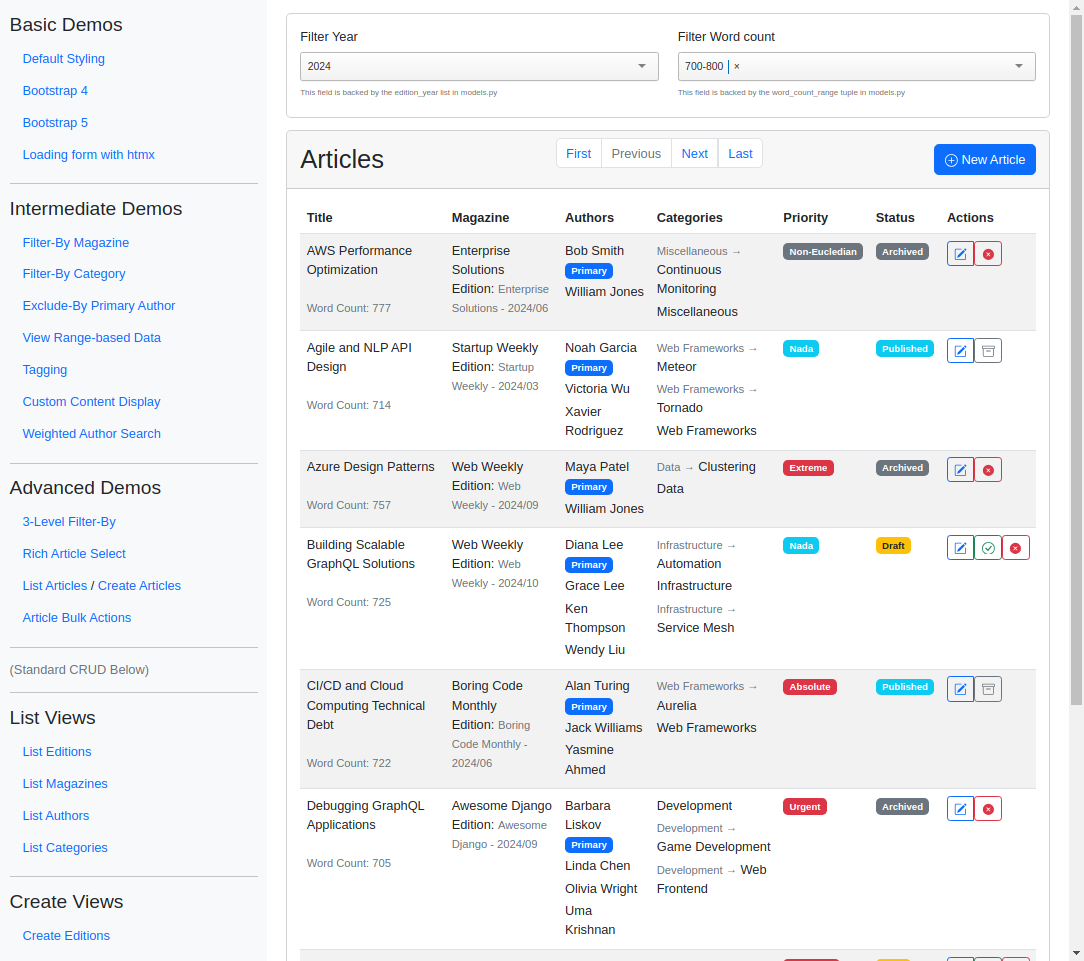 Basic Demos
Default Styling
Bootstrap 4
Bootstrap 5
Loading form with htmx
Intermediate Demos
Filter-By Magazine
Filter-By Category
Exclude-By Primary Author
View Range-based Data
Tagging
Custom Content Display
Weighted Author Search
Advanced Demos
3-Level Filter-By
Rich Article Select
List Articles / Create Articles
Article Bulk Actions
(Standard CRUD Below)
List Views
List Editions
List Magazines
List Authors
List Categories
Create Views
Create Editions
Filter Year
2024
This field is backed by the edition_year list in models.py
Filter Word count
700-800 ×
This field is backed by the word_count_range tuple in models.py
Articles
First Previous Next Last
New Article
Title Magazine Authors Categories Priority Status Actions
AWS Performance
Optimization
Word Count: 777
Enterprise
Solutions
Edition: Enterprise
Solutions - 2024/06
Bob Smith
Primary
William Jones
Miscellaneous →
Continuous
Monitoring
Miscellaneous
Non-Eucledian
Archived
Agile and NLP API
Design
Word Count: 714
Startup Weekly
Edition: Startup
Weekly - 2024/03
Noah Garcia
Primary
Victoria Wu
Xavier
Rodriguez
Web Frameworks →
Meteor
Web Frameworks →
Tornado
Web Frameworks
Nada
Published
Azure Design Patterns
Word Count: 757
Web Weekly
Edition: Web
Weekly - 2024/09
Maya Patel
Primary
William Jones
Data → Clustering
Data
Extreme
Archived
Building Scalable
GraphQL Solutions
Word Count: 725
Web Weekly
Edition: Web
Weekly - 2024/10
Diana Lee
Primary
Grace Lee
Ken
Thompson
Wendy Liu
Infrastructure →
Automation
Infrastructure
Infrastructure →
Service Mesh
Nada
Draft
CI/CD and Cloud
Computing Technical
Debt
Word Count: 722
Boring Code
Monthly
Edition: Boring
Code Monthly -
2024/06
Alan Turing
Primary
Jack Williams
Yasmine
Ahmed
Web Frameworks →
Aurelia
Web Frameworks
Absolute
Published
Debugging GraphQL
Applications
Word Count: 705
Awesome Django
Edition: Awesome
Django - 2024/09
Barbara
Liskov
Primary
Linda Chen
Olivia Wright
Uma
Krishnan
Development
Development →
Game Development
Development → Web
Frontend
Urgent
Archived